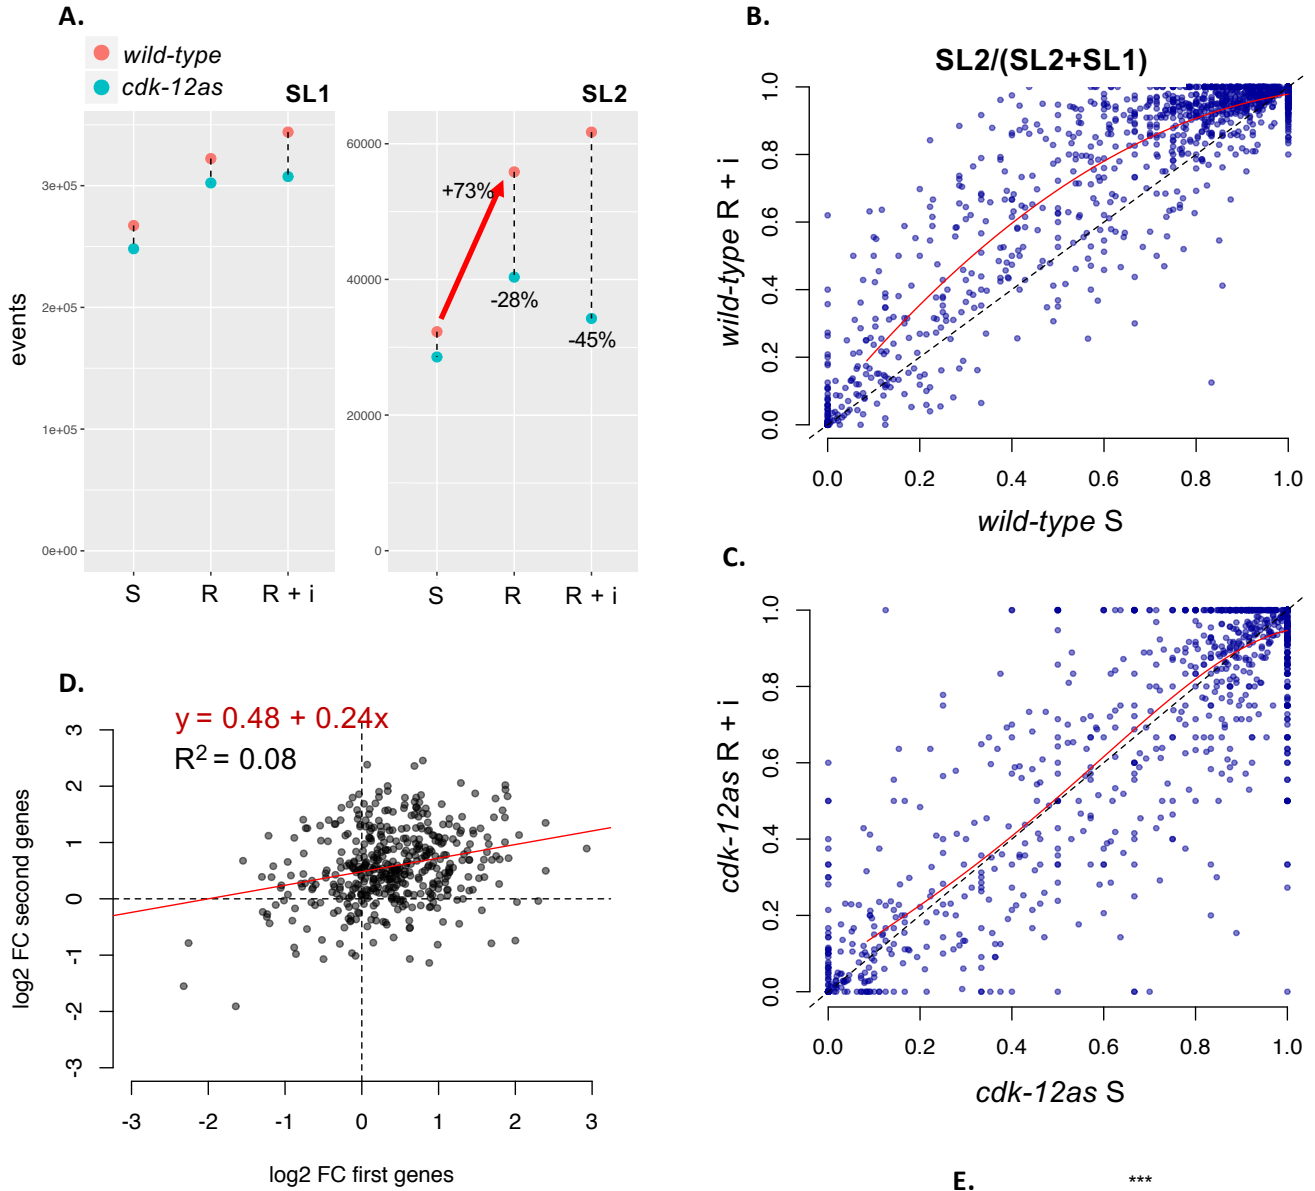 A.
wild-type
cdk-12as
SL1
SL2
events
3e+05
2e+05
1e+05
0e+00
S
R
R + i
60000
40000
20000
0
+73%
-28%
-45%
S
R
R + i
B.
SL2/(SL2+SL1)
wild-type R + i
1.0
0.8
0.6
0.4
0.2
0.0
0.0
0.2
0.4
0.6
0.8
1.0
wild-type S
C.
cdk-12as R + i
1.0
0.8
0.6
0.4
0.2
0.0
0.0
0.2
0.4
0.6
0.8
1.0
cdk-12as S
D.
y = 0.48 + 0.24x
R2 = 0.08
log2 FC second genes
3
2
1
0
-1
-2
-3
-3
-2
-1
0
1
2
3
log2 FC first genes
E.
***